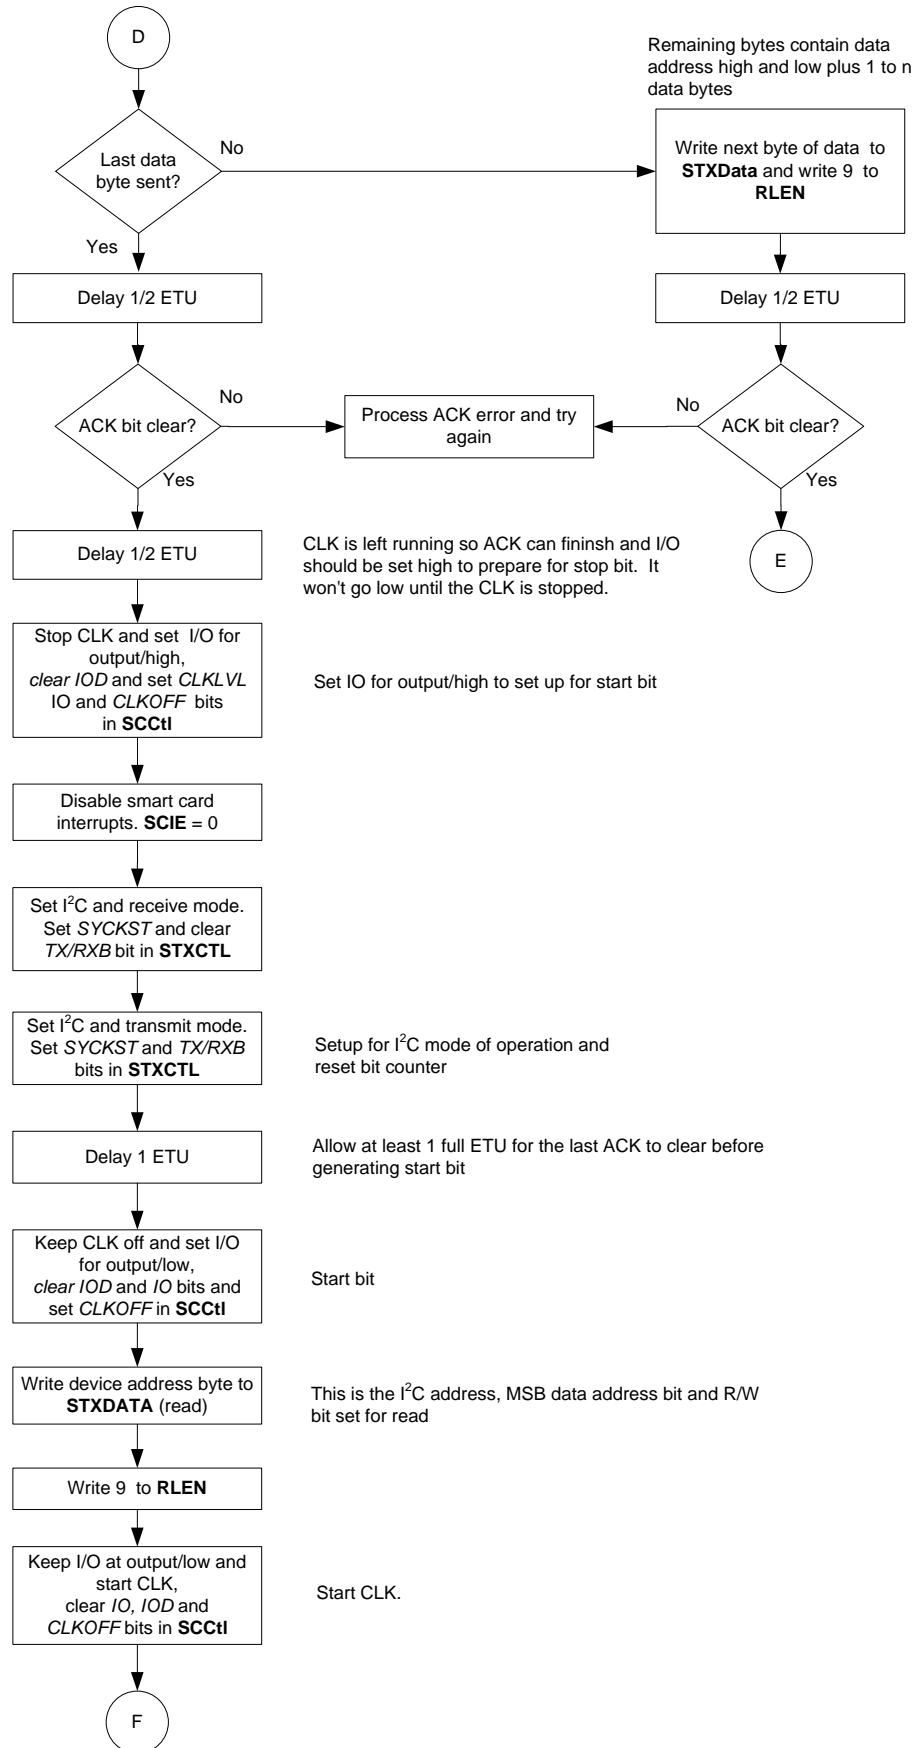 D
Remaining bytes contain data
address high and low plus 1 to n
data bytes
Last data
byte sent?
No
Write next byte of data to
STXData and write 9 to
RLEN
Yes
Delay 1/2 ETU
Delay 1/2 ETU
ACK bit clear?
No
Process ACK error and try
again
No
ACK bit clear?
Yes
Yes
Delay 1/2 ETU
CLK is left running so ACK can fininsh and I/O
should be set high to prepare for stop bit. It
won't go low until the CLK is stopped.
E
Stop CLK and set I/O for
output/high,
clear IOD and set CLKLVL
IO and CLKOFF bits
in SCCtl
Set IO for output/high to set up for start bit
Disable smart card
interrupts. SCIE = 0
Set I²C and receive mode.
Set SYCKST and clear
TX/RXB bit in STXCTL
Set I²C and transmit mode.
Set SYCKST and TX/RXB
bits in STXCTL
Setup for I²C mode of operation and
reset bit counter
Delay 1 ETU
Allow at least 1 full ETU for the last ACK to clear before
generating start bit
Keep CLK off and set I/O
for output/low,
clear IOD and IO bits and
set CLKOFF in SCCtl
Start bit
Write device address byte to
STXDATA (read)
This is the I²C address, MSB data address bit and R/W
bit set for read
Write 9 to RLEN
Keep I/O at output/low and
start CLK,
clear IO, IOD and
CLKOFF bits in SCCtl
Start CLK.
F